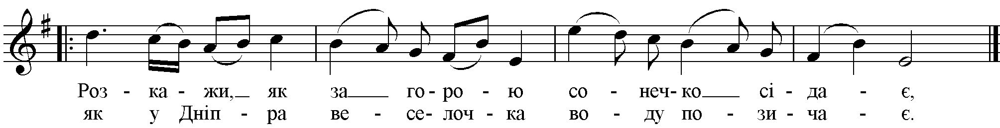 Роз - ка - жи, як за го - ро - ю со - неч - ко сі - да - є,
як у Дніп - ра ве - се - лоч - ка во - ду по - зи - ча - є.